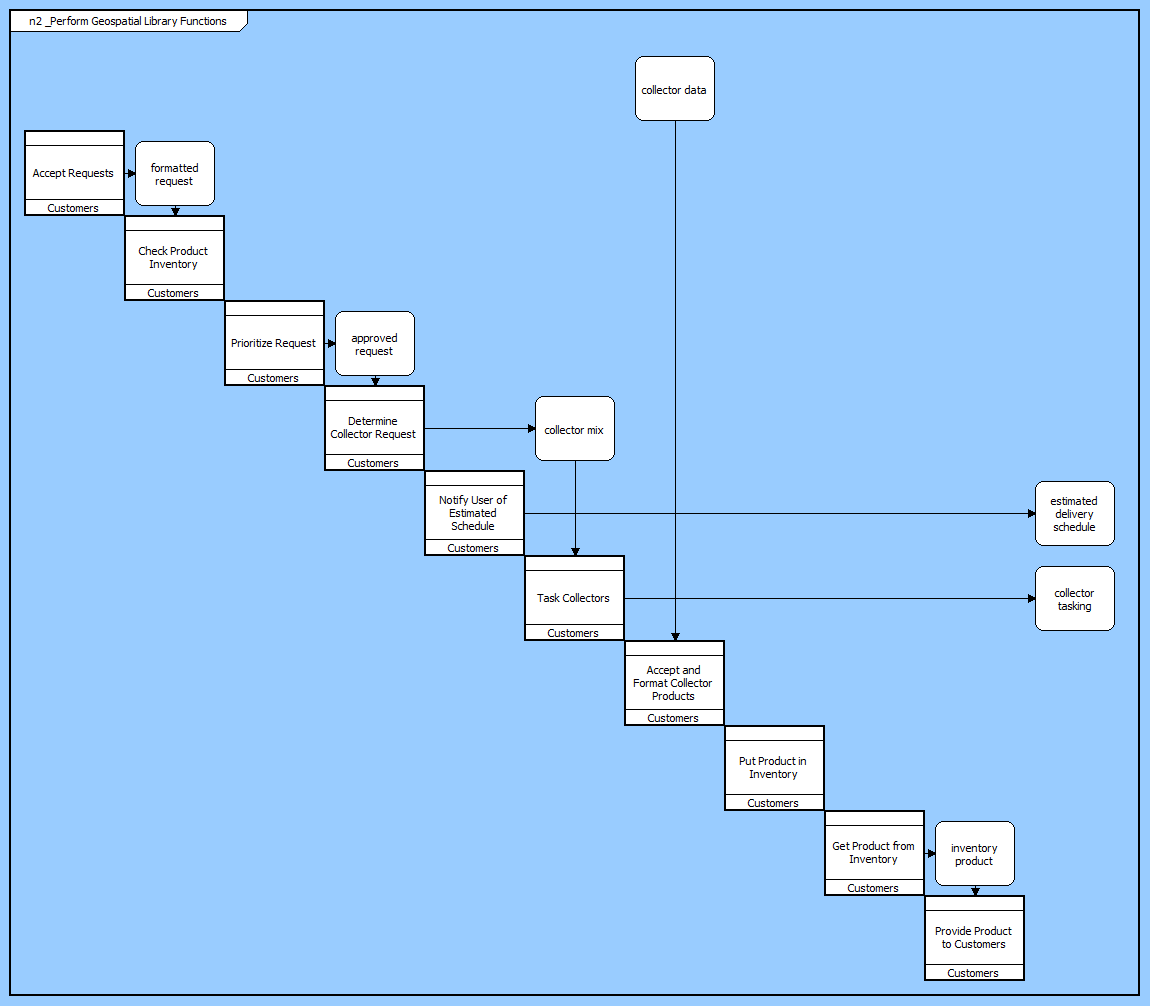 n2 _Perform Geospatial Library Functions
collector data
Accept Requests
Customers
formatted
request
Check Product
Inventory
Customers
Prioritize Request
Customers
approved
request
Determine
Collector Request
Customers
collector mix
Notify User of
Estimated
Schedule
Customers
estimated
delivery
schedule
Task Collectors
Customers
collector
tasking
Accept and
Format Collector
Products
Customers
Put Product in
Inventory
Customers
Get Product from
Inventory
Customers
inventory
product
Provide Product
to Customers
Customers